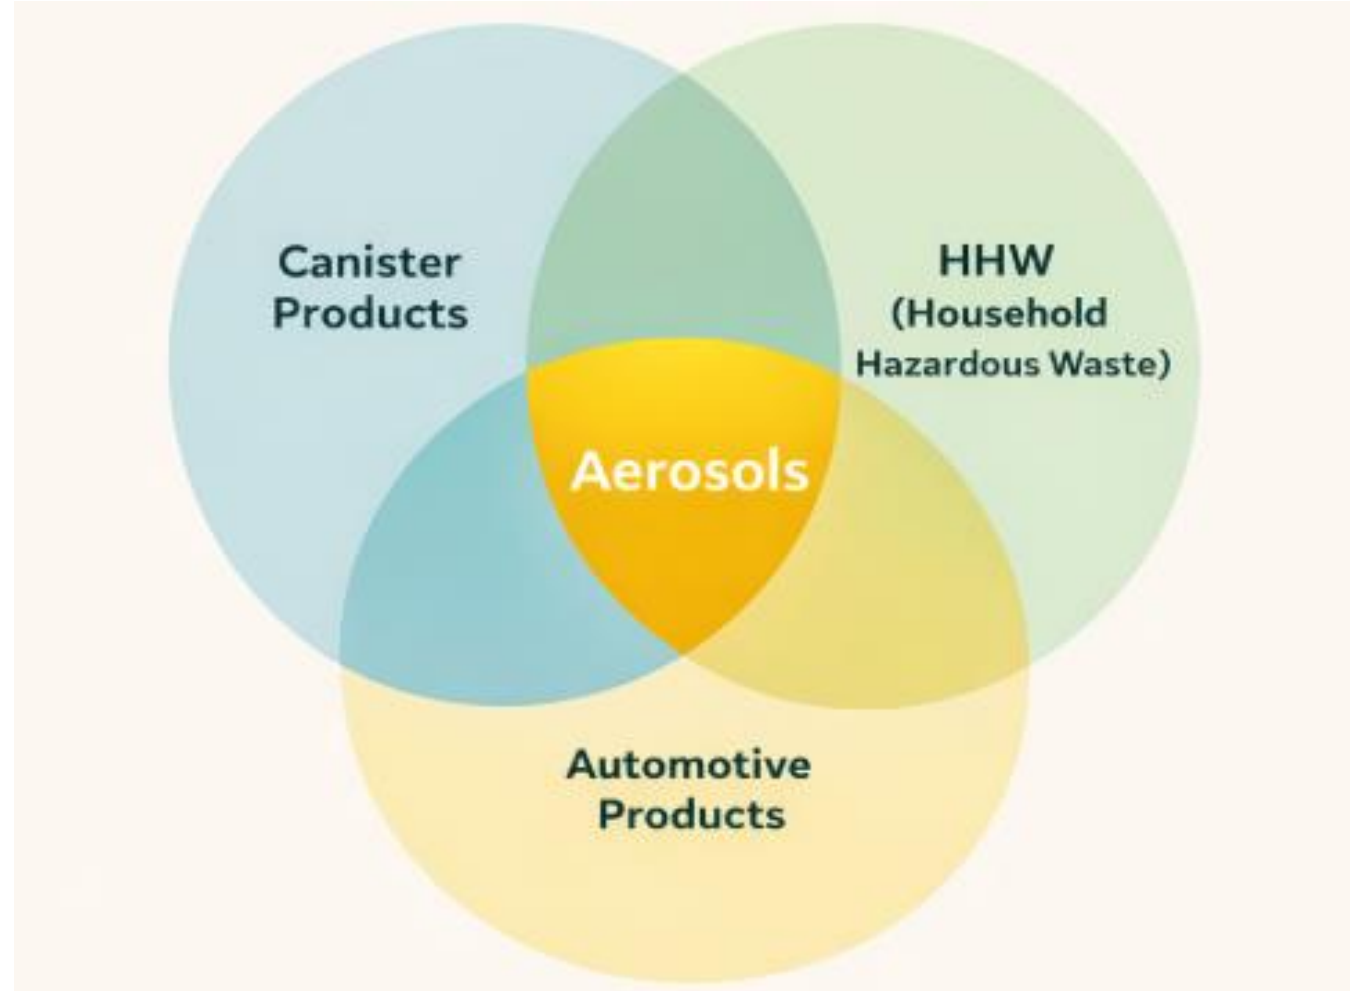 Canister
Products
HHW
(Household
Hazardous Waste)
Aerosols
Automotive
Products